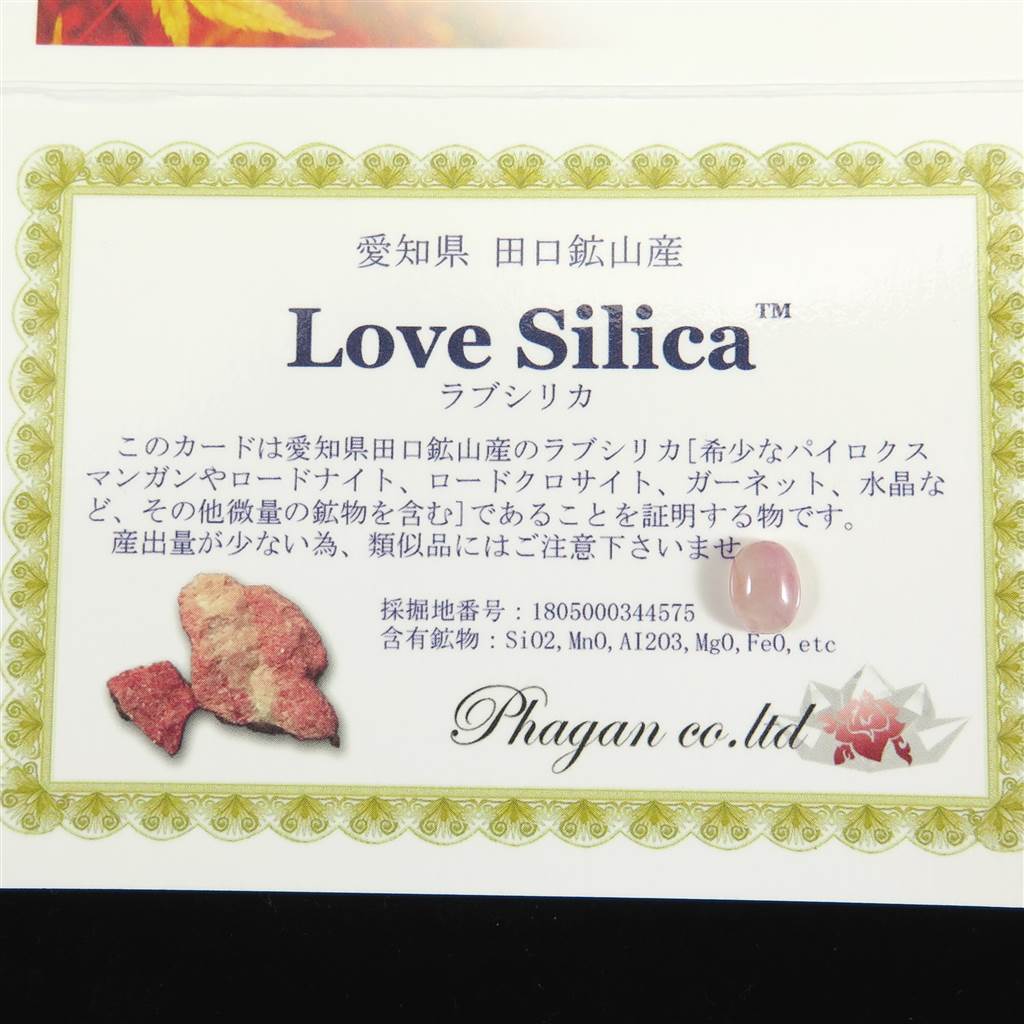 愛知県 田口鉱山産
Love Silica™
ラブシリカ
このカードは愛知県田口鉱山産のラブシリカ[希少なパイロクス
マンガンやロードナイト、ロードクロサイト、ガーネット、水晶な
ど、その他微量の鉱物を含む]であることを証明する物です。
産出量が少ない為、類似品にはご注意下さいませ
採掘地番号:1805000344575
含有鉱物:SiO2,MnO,AI2O3,MgO,FeO,etc
Phagan co.ltd